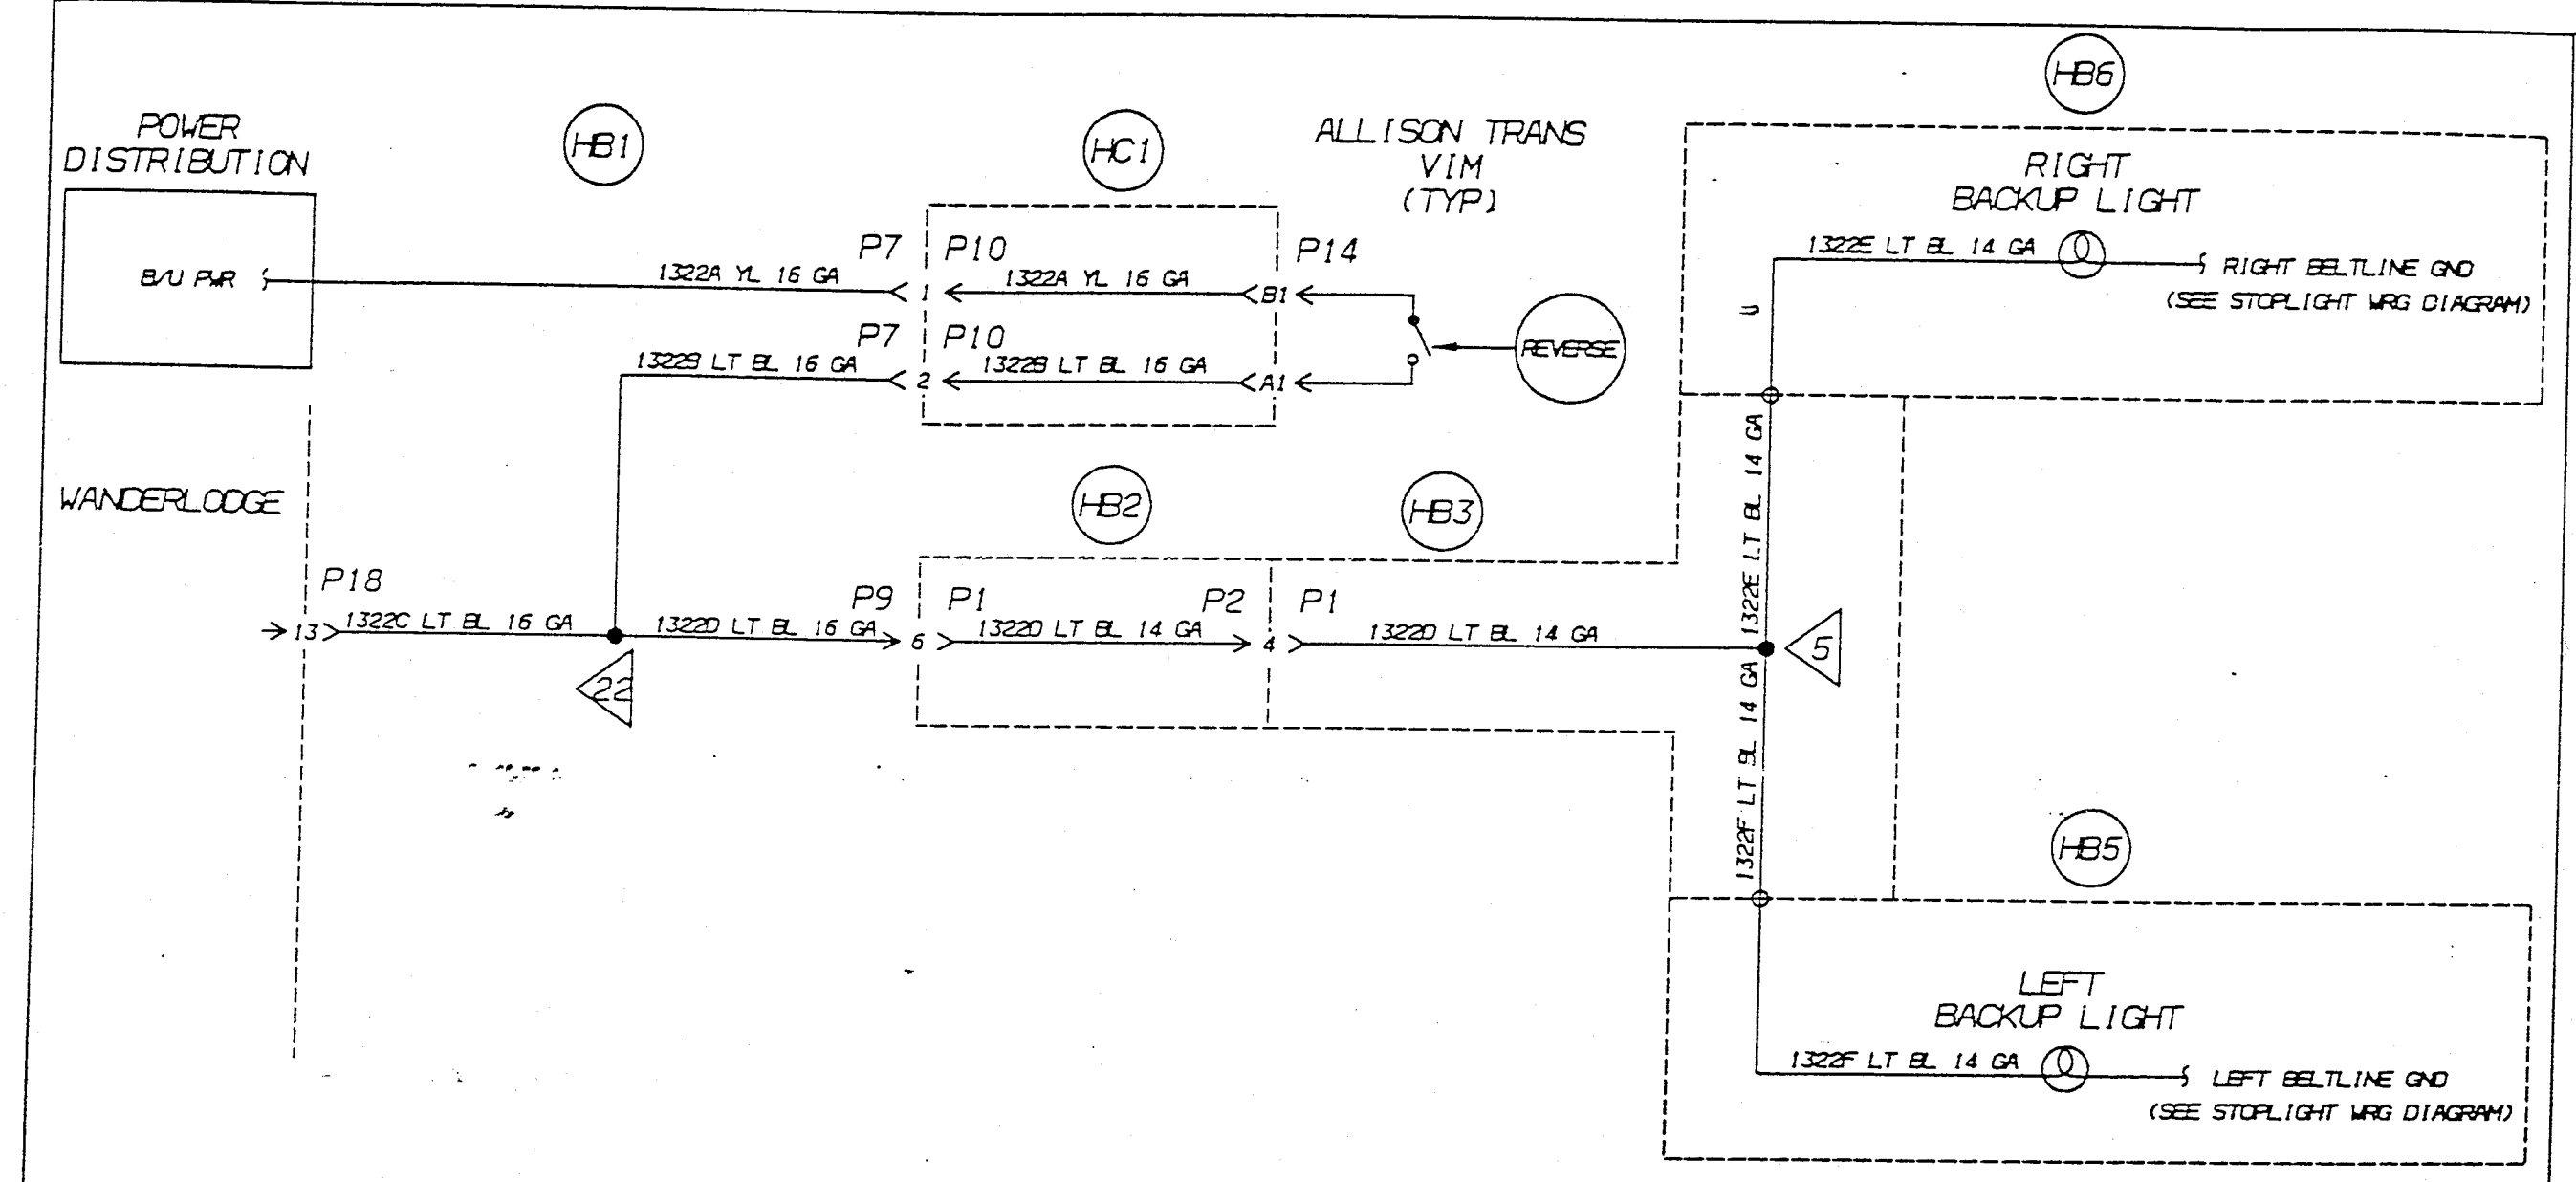 HB6
POWER
DISTRIBUTION
HB1
HC1
ALLISON TRANS
VIM
(TYP)
RIGHT
BACKUP LIGHT
B/U PWR
1322A YL 16 GA
P7
P10
1
1322A YL 16 GA
B1
P14
1322E LT BL 14 GA
RIGHT BELTLINE GND
(SEE STOPLIGHT WRG DIAGRAM)
1322B LT BL 16 GA
P7
P10
2
1322B LT BL 16 GA
A1
REVERSE
WANDERLODGE
HB2
HB3
1322E LT BL 14 GA
P18
13
1322C LT BL 16 GA
22
1322D LT BL 16 GA
P9
6
P1
1322D LT BL 14 GA
P2
4
P1
1322D LT BL 14 GA
5
1322F LT BL 14 GA
HB5
LEFT
BACKUP LIGHT
1322F LT BL 14 GA
LEFT BELTLINE GND
(SEE STOPLIGHT WRG DIAGRAM)